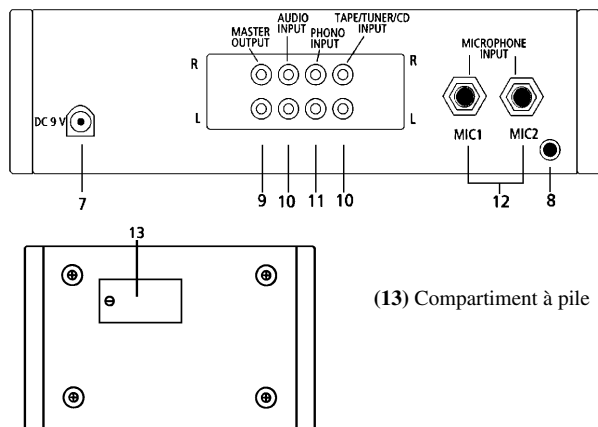 MASTER OUTPUT
AUDIO INPUT
PHONO INPUT
TAPE/TUNER/CD INPUT
MICROPHONE INPUT
R
R
DC 9 V
L
L
MIC1
MIC2
7
9
10
11
10
12
8
13
(13) Compartiment à pile